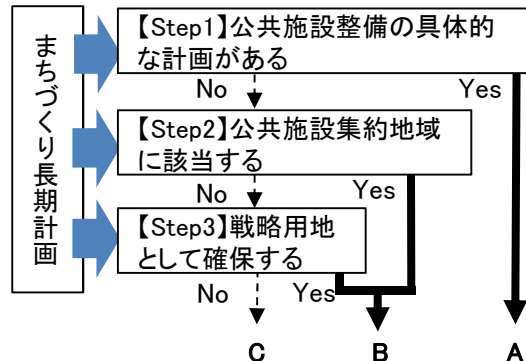 まちづくり長期計画
【Step1】公共施設整備の具体的
な計画がある
No
Yes
【Step2】公共施設集約地域
に該当する
No
Yes
【Step3】戦略用地
として確保する
No
Yes
C
B
A